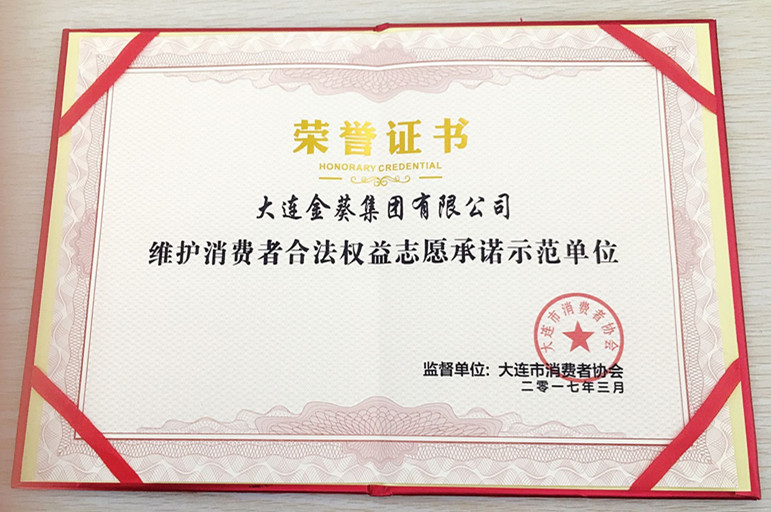 荣誉证书
HONORARY CREDENTIAL
大连金葵集团有限公司
维护消费者合法权益志愿承诺示范单位
大连市消费者协会
监督单位: 大连市消费者协会
二零一七年三月